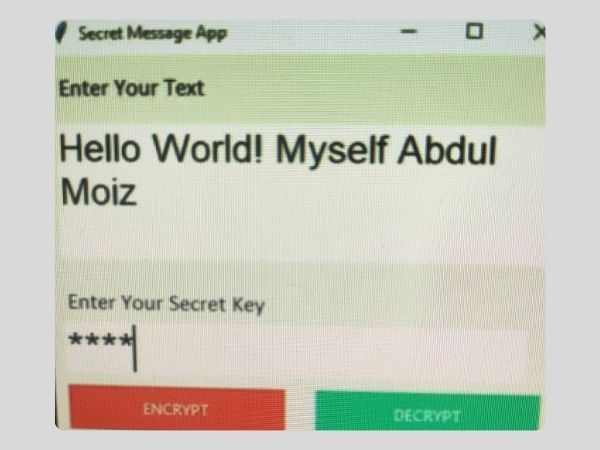 Secret Message App
Enter Your Text
Hello World! Myself Abdul
Moiz
Enter Your Secret Key
****
ENCRYPT
DECRYPT